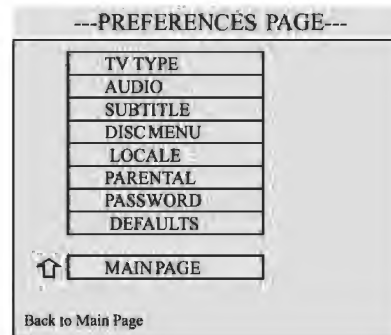 ---PREFERENCES PAGE---
TV TYPE
AUDIO
SUBTITLE
DISC MENU
LOCALE
PARENTAL
PASSWORD
DEFAULTS
MAIN PAGE
Back to Main Page